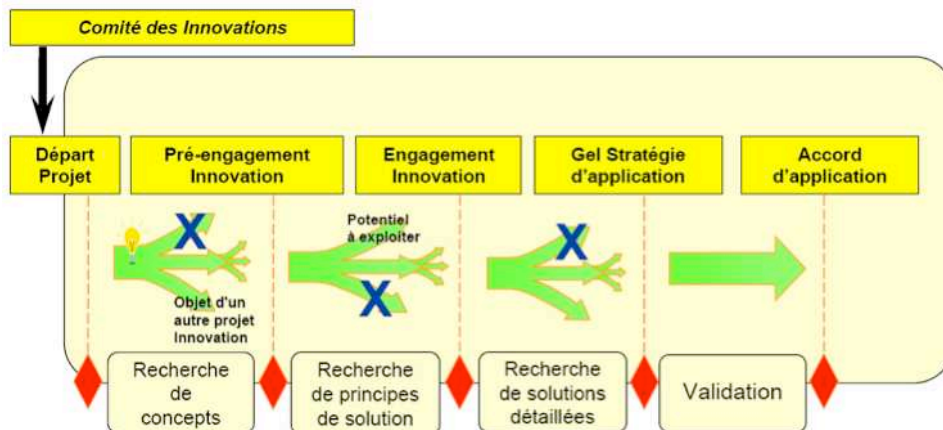 Comité des Innovations
Départ
Projet
Pré-engagement
Innovation
Engagement
Innovation
Gel Stratégie
d'application
Accord
d'application
X
Objet d'un
autre projet
Innovation
Potentiel
à exploiter
X
X
Recherche
de
concepts
Recherche
de principes
de solution
Recherche
de solutions
détaillées
Validation